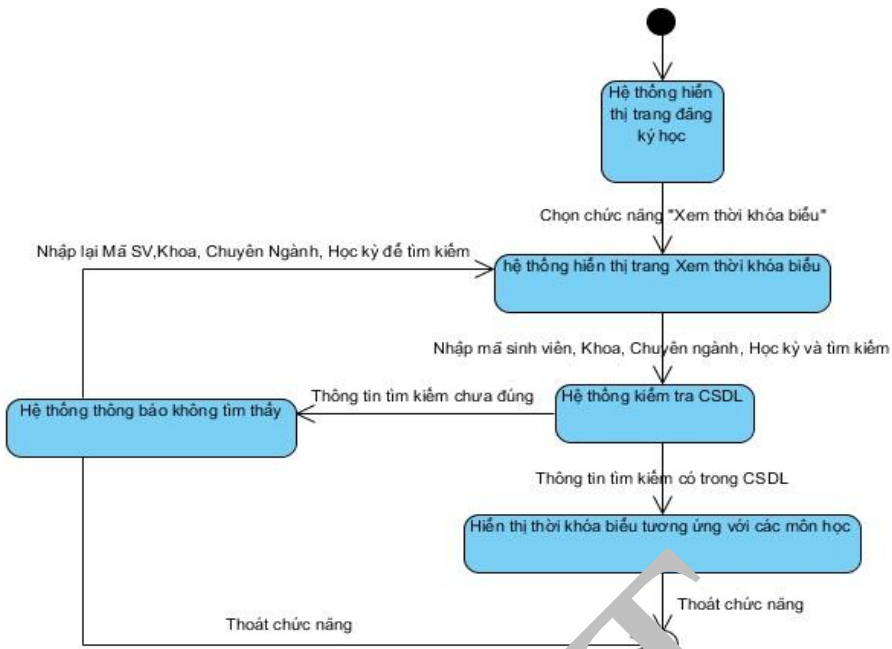 Hệ thống hiển
thị trang đăng
ký học
Chọn chức năng "Xem thời khóa biểu"
Nhập lại Mã SV,Khoa, Chuyên Ngành, Học kỳ để tìm kiếm
hệ thống hiển thị trang Xem thời khóa biểu
Nhập mã sinh viên, Khoa, Chuyên ngành, Học kỳ và tìm kiếm
Thông tin tìm kiếm chưa đúng
Hệ thống kiểm tra CSDL
Hệ thống thông báo không tìm thấy
Thông tin tìm kiếm có trong CSDL
Hiển thị thời khóa biểu tương ứng với các môn học
Thoát chức năng
Thoát chức năng